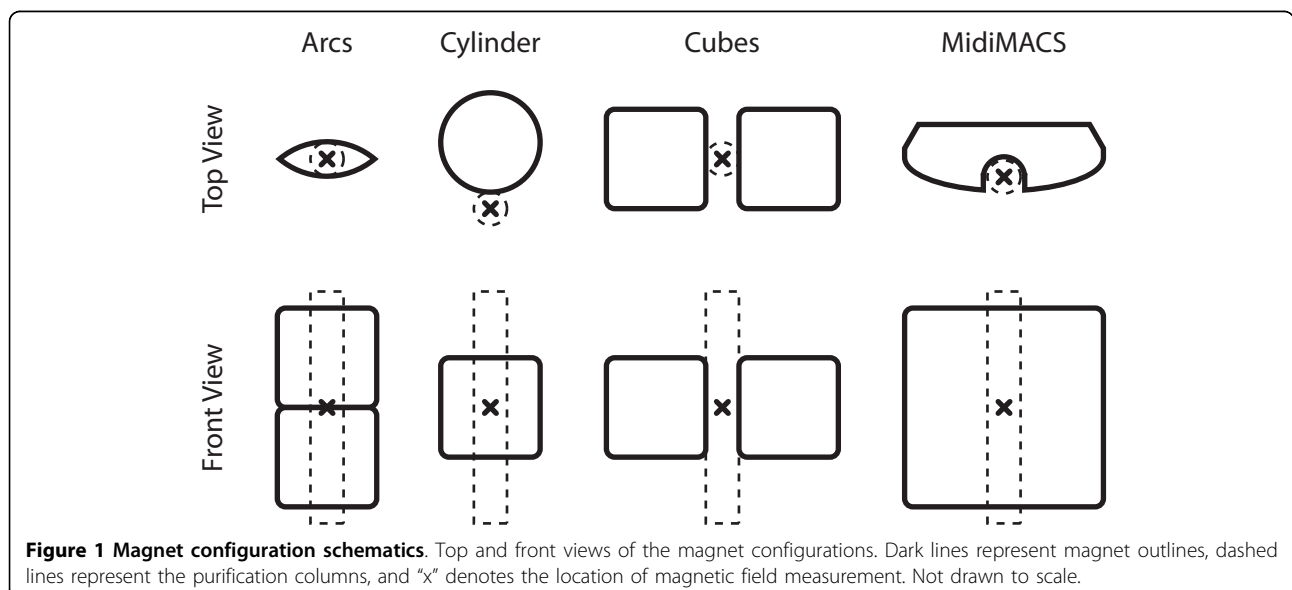 Arcs Cylinder Cubes MidiMACS
Top View
Front View
Figure 1 Magnet configuration schematics. Top and front views of the magnet configurations. Dark lines represent magnet outlines, dashed
lines represent the purification columns, and “x” denotes the location of magnetic field measurement. Not drawn to scale.